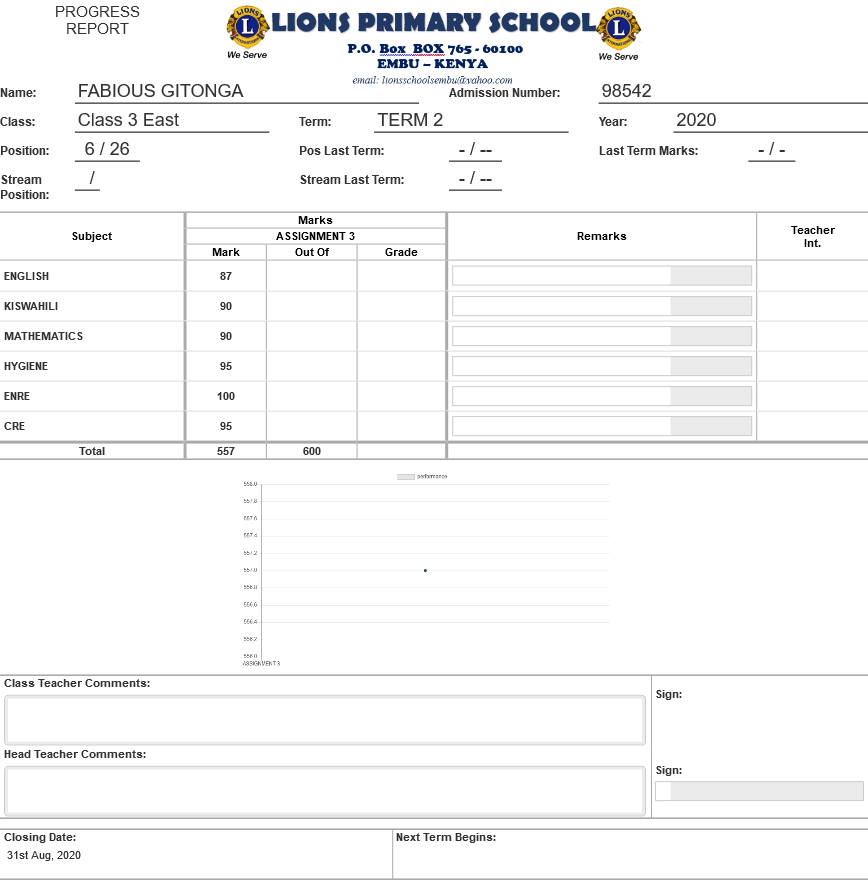 PROGRESS
REPORT
LIONS
L
INTERNATIONAL
We Serve
LIONS PRIMARY SCHOOL
P.O. Box BOX 765 - 60100
EMBU – KENYA
email: lionsschoolsembu@yahoo.com
LIONS
L
INTERNATIONAL
We Serve
Name: FABIOUS GITONGA Admission Number: 98542
Class: Class 3 East Term: TERM 2 Year: 2020
Position: 6 / 26 Pos Last Term: - / -- Last Term Marks: - / -
Stream Position: / Stream Last Term: - / --
Subject Marks Remarks Teacher Int.
ASSIGNMENT 3
Mark Out Of Grade
ENGLISH 87
KISWAHILI 90
MATHEMATICS 90
HYGIENE 95
ENRE 100
CRE 95
Total 557 600
performance
558.0
557.8
557.6
557.4
557.2
557.0
556.8
556.6
556.4
556.2
556.0
ASSIGNMENT 3
Class Teacher Comments:
Sign:
Head Teacher Comments:
Sign:
Closing Date: Next Term Begins:
31st Aug, 2020